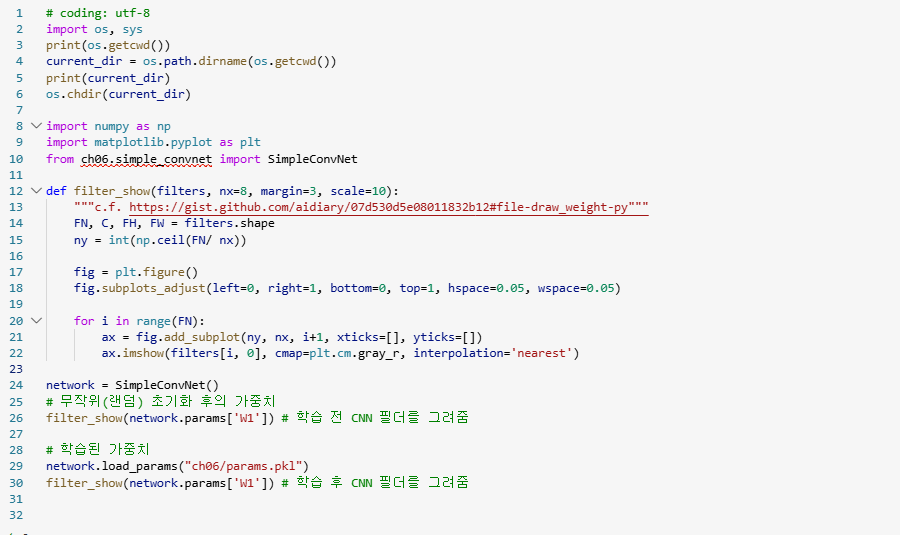 1 # coding: utf-8
2 import os, sys
3 print(os.getcwd())
4 current_dir = os.path.dirname(os.getcwd())
5 print(current_dir)
6 os.chdir(current_dir)
7
8 import numpy as np
9 import matplotlib.pyplot as plt
10 from ch06.simple_convnet import SimpleConvNet
11
12 def filter_show(filters, nx=8, margin=3, scale=10):
13     """c.f. https://gist.github.com/aidiary/07d530d5e08011832b12#file-draw_weight-py"""
14     FN, C, FH, FW = filters.shape
15     ny = int(np.ceil(FN/ nx))
16
17     fig = plt.figure()
18     fig.subplots_adjust(left=0, right=1, bottom=0, top=1, hspace=0.05, wspace=0.05)
19
20     for i in range(FN):
21         ax = fig.add_subplot(ny, nx, i+1, xticks=[], yticks=[])
22         ax.imshow(filters[i, 0], cmap=plt.cm.gray_r, interpolation='nearest')
23
24 network = SimpleConvNet()
25 # 무작위(랜덤) 초기화 후의 가중치
26 filter_show(network.params['W1']) # 학습 전 CNN 필더를 그려줌
27
28 # 학습된 가중치
29 network.load_params("ch06/params.pkl")
30 filter_show(network.params['W1']) # 학습 후 CNN 필더를 그려줌
31
32